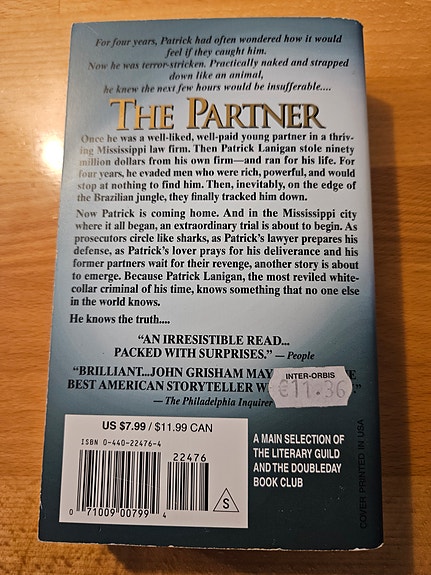 For four years, Patrick had often wondered how it would
feel if they caught him.
Now he was terror-stricken. Practically naked and strapped
down like an animal,
he knew the next few hours would be insufferable....
THE PARTNER
Once he was a well-liked, well-paid young partner in a thriv-
ing Mississippi law firm. Then Patrick Lanigan stole ninety
million dollars from his own firm—and ran for his life. For
four years, he evaded men who were rich, powerful, and would
stop at nothing to find him. Then, inevitably, on the edge of
the Brazilian jungle, they finally tracked him down.
Now Patrick is coming home. And in the Mississippi city
where it all began, an extraordinary trial is about to begin. As
prosecutors circle like sharks, as Patrick's lawyer prepares his
defense, as Patrick's lover prays for his deliverance and his
former partners wait for their revenge, another story is about
to emerge. Because Patrick Lanigan, the most reviled white-
collar criminal of his time, knows something that no one else
in the world knows.
He knows the truth....
"AN IRRESISTIBLE READ...
PACKED WITH SURPRISES." — People
"BRILLIANT...JOHN GRISHAM MAY
BEST AMERICAN STORYTELLER
— The Philadelphia Inquirer
INTER-ORBIS
€11.36
US $7.99 / $11.99 CAN
ISBN 0-440-22476-4
22476
0 71009 00799 4
S
A MAIN SELECTION OF
THE LITERARY GUILD
AND THE DOUBLEDAY
BOOK CLUB
COVER PRINTED IN USA